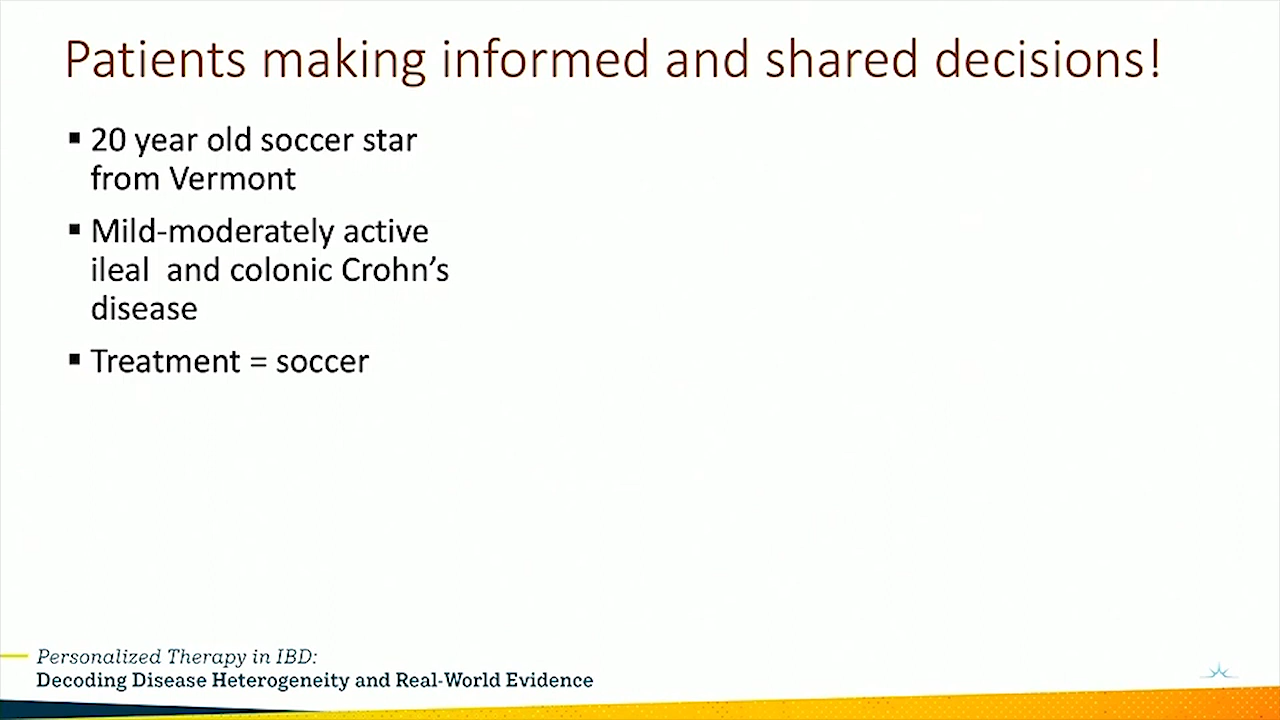 Patients making informed and shared decisions!
▪ 20 year old soccer star
from Vermont
▪ Mild-moderately active
ileal  and colonic Crohn’s
disease
▪ Treatment = soccer
Personalized Therapy in IBD:
Decoding Disease Heterogeneity and Real-World Evidence